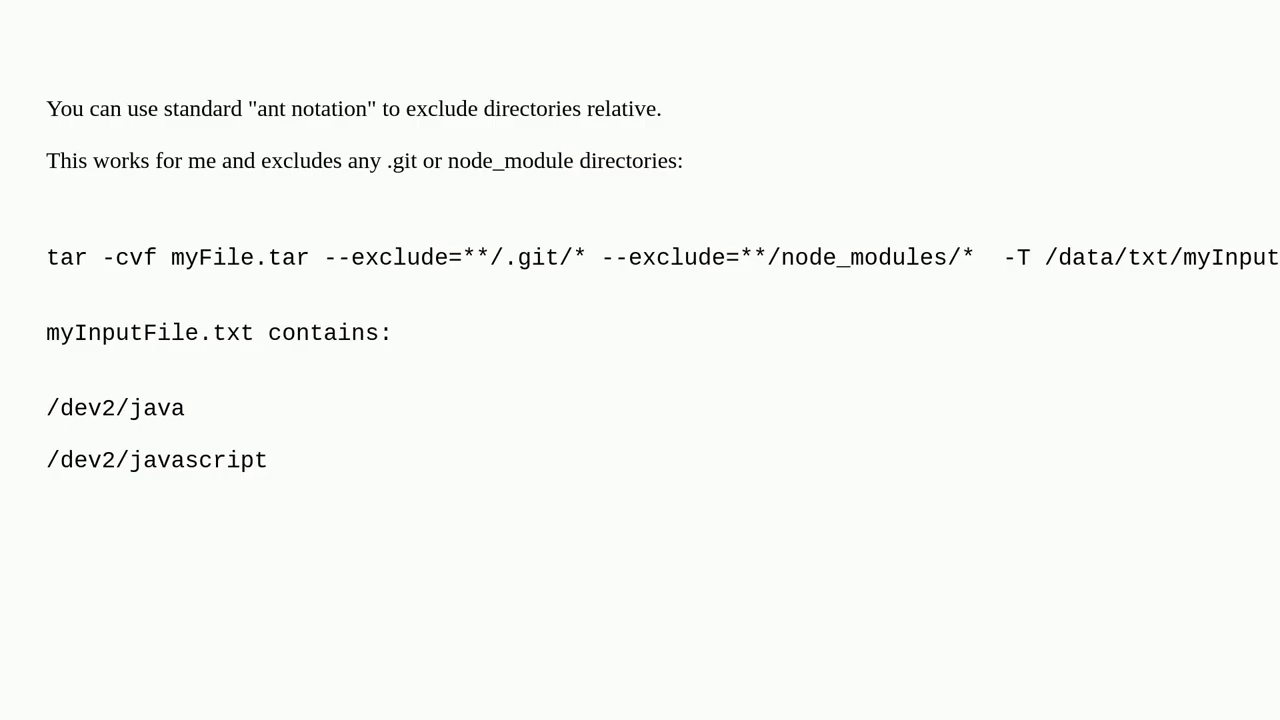 You can use standard "ant notation" to exclude directories relative.
This works for me and excludes any .git or node_module directories:
tar -cvf myFile.tar --exclude=**/.git/* --exclude=**/node_modules/*  -T /data/txt/myInput
myInputFile.txt contains:
/dev2/java
/dev2/javascript